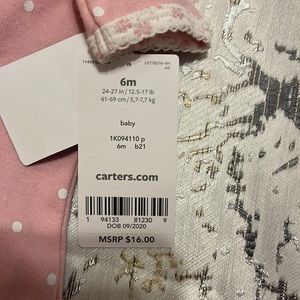 6m
24-27 in / 12.5-17 lb
61-69 cm / 5,7-7,7 kg
baby
1K094110 p
6m b21
carters.com
1 94133 81230 9
DOB 09/2020
MSRP $16.00